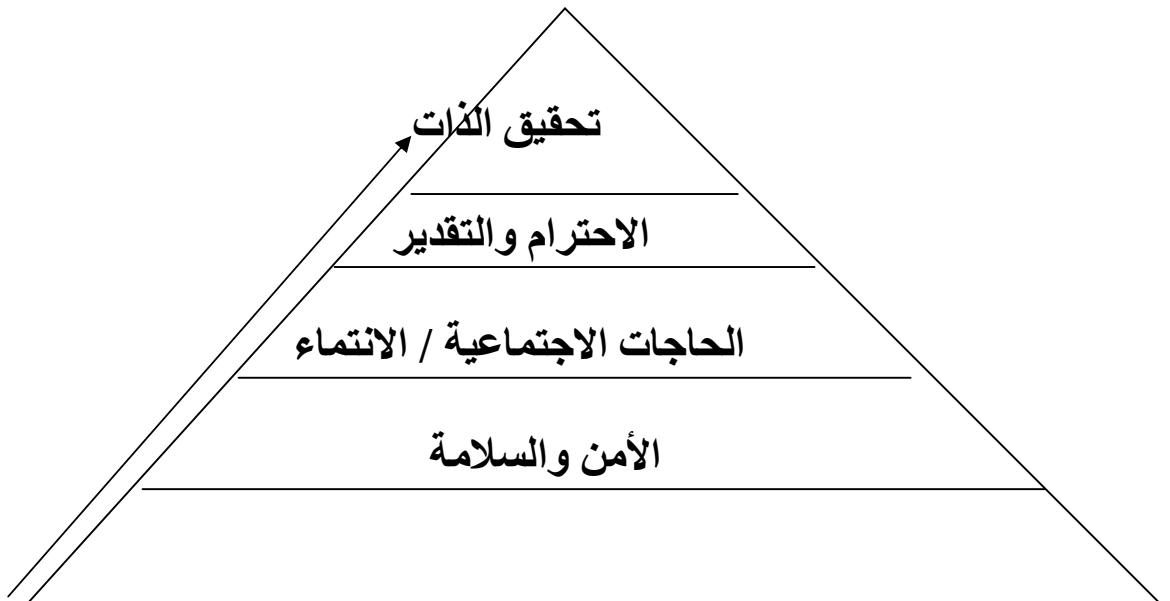 تحقيق الذات
الاحترام والتقدير
الحاجات الاجتماعية / الانتماء
الأمن والسلامة